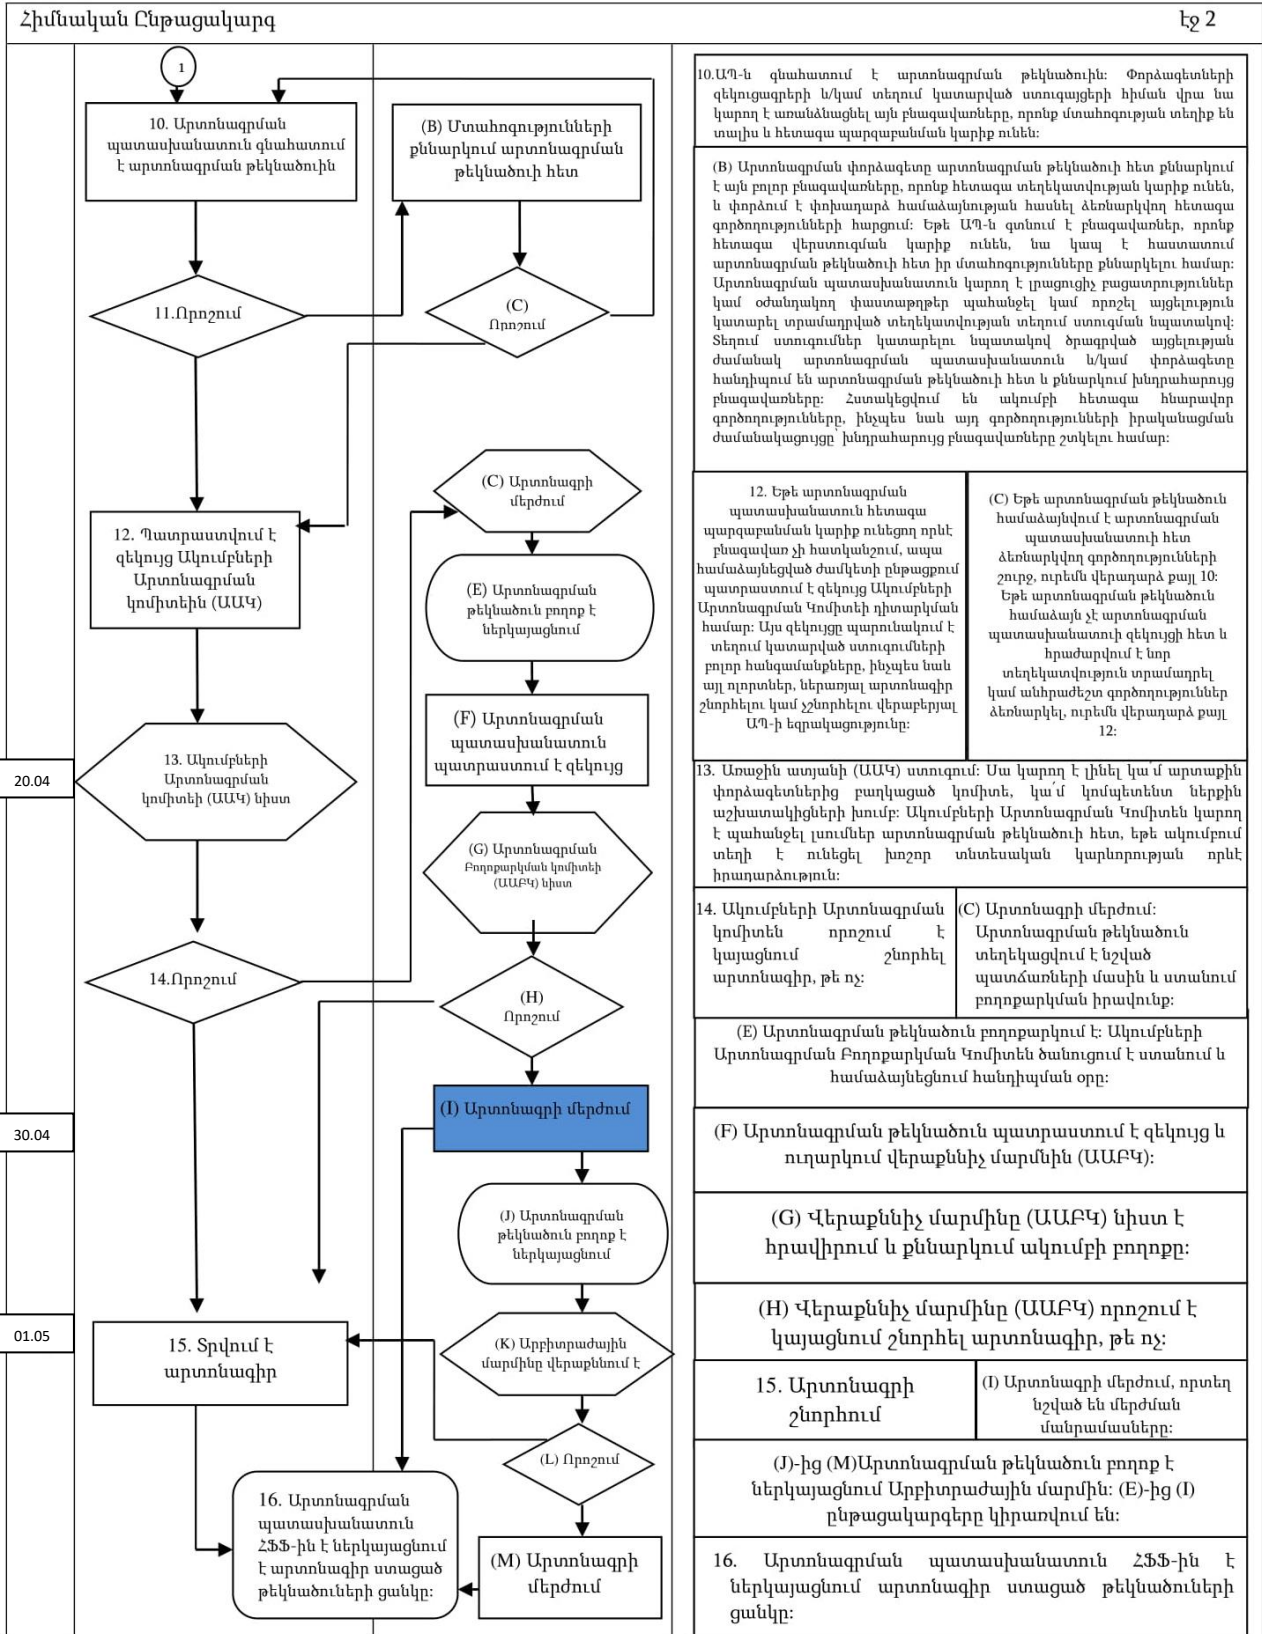 Հիմնական Ընթացակարգ
էջ 2
1
10. Արտոնագրման
պատասխանատուն գնահատում
է արտոնագրման թեկնածուին
(B) Մտահոգությունների
քննարկում արտոնագրման
թեկնածուի հետ
11.Որոշում
(C)
Որոշում
12. Պատրաստվում է
զեկույց Ակումբների
Արտոնագրման
կոմիտեին (ԱԱԿ)
(C) Արտոնագրի
մերժում
(E) Արտոնագրման
թեկնածուն բողոք է
ներկայացնում
(F) Արտոնագրման
պատասխանատուն
պատրաստում է զեկույց
20.04
13. Ակումբների
Արտոնագրման
կոմիտեի (ԱԱԿ) նիստ
(G) Արտոնագրման
Բողոքարկման կոմիտեի
(ԱԱԲԿ) նիստ
14.Որոշում
(H)
Որոշում
30.04
(I) Արտոնագրի մերժում
(J) Արտոնագրման
թեկնածուն բողոք է
ներկայացնում
01.05
15. Տրվում է
արտոնագիր
(K) Արբիտրաժային
մարմինը վերաքննում է
(L) Որոշում
16. Արտոնագրման
պատասխանատուն
ՀՖՖ-ին է ներկայացնում
է արտոնագիր ստացած
թեկնածուների ցանկը:
(M) Արտոնագրի
մերժում
10.ԱՊ-ն գնահատում է արտոնագրման թեկնածուին: Փորձագետների
զեկուցագրերի և/կամ տեղում կատարված ստուգայցերի հիման վրա նա
կարող է առանձնացնել այն բնագավառները, որոնք մտահոգության տեղիք են
տալիս և հետագա պարզաբանման կարիք ունեն:
(B) Արտոնագրման փորձագետը արտոնագրման թեկնածուի հետ քննարկում
է այն բոլոր բնագավառները, որոնք հետագա տեղեկատվության կարիք ունեն,
և փորձում է փոխադարձ համաձայնության հասնել ձեռնարկվող հետագա
գործողությունների հարցում: Եթե ԱՊ-ն գտնում է բնագավառներ, որոնք
հետագա վերստուգման կարիք ունեն, նա կապ է հաստատում
արտոնագրման թեկնածուի հետ իր մտահոգությունները քննարկելու համար:
Արտոնագրման պատասխանատուն կարող է լրացուցիչ բացատրություններ
կամ օժանդակող փաստաթղթեր պահանջել կամ որոշել այցելություն
կատարել տրամադրված տեղեկատվության տեղում ստուգման նպատակով:
Տեղում ստուգումներ կատարելու նպատակով ծրագրված այցելության
ժամանակ արտոնագրման պատասխանատուն և/կամ փորձագետը
հանդիպում են արտոնագրման թեկնածուի հետ և քննարկում խնդրահարույց
բնագավառները: Հստակեցվում են ակումբի հետագա հնարավոր
գործողությունները, ինչպես նաև այդ գործողությունների իրականացման
ժամանակացույցը՝ խնդրահարույց բնագավառները շտկելու համար:
12. Եթե արտոնագրման
պատասխանատուն հետագա
պարզաբանման կարիք ունեցող որևէ
բնագավառ չի հատկանշում, ապա
համաձայնեցված ժամկետի ընթացքում
պատրաստում է զեկույց Ակումբների
Արտոնագրման Կոմիտեի դիտարկման
համար: Այս զեկույցը պարունակում է
տեղում կատարված ստուգումների
բոլոր հանգամանքները, ինչպես նաև
այլ ոլորտներ, ներառյալ արտոնագիր
շնորհելու կամ չշնորհելու վերաբերյալ
ԱՊ-ի եզրակացությունը:
(C) Եթե արտոնագրման թեկնածուն
համաձայնվում է արտոնագրման
պատասխանատուի հետ
ձեռնարկվող գործողությունների
շուրջ, ուրեմն վերադարձ քայլ 10:
Եթե արտոնագրման թեկնածուն
համաձայն չէ արտոնագրման
պատասխանատուի զեկույցի հետ և
հրաժարվում է նոր
տեղեկատվություն տրամադրել
կամ անհրաժեշտ գործողություններ
ձեռնարկել, ուրեմն վերադարձ քայլ
12:
13. Առաջին ատյանի (ԱԱԿ) ստուգում: Սա կարող է լինել կա՛մ արտաքին
փորձագետներից բաղկացած կոմիտե, կա՛մ կոմպետենտ ներքին
աշխատակիցների խումբ: Ակումբների Արտոնագրման Կոմիտեն կարող
է պահանջել լսումներ արտոնագրման թեկնածուի հետ, եթե ակումբում
տեղի է ունեցել խոշոր տնտեսական կարևորության որևէ
իրադարձություն:
14. Ակումբների Արտոնագրման
կոմիտեն որոշում է
կայացնում շնորհել
արտոնագիր, թե ոչ:
(C) Արտոնագրի մերժում:
Արտոնագրման թեկնածուն
տեղեկացվում է նշված
պատճառների մասին և ստանում
բողոքարկման իրավունք:
(E) Արտոնագրման թեկնածուն բողոքարկում է: Ակումբների
Արտոնագրման Բողոքարկման Կոմիտեն ծանուցում է ստանում և
համաձայնեցնում հանդիպման օրը:
(F) Արտոնագրման թեկնածուն պատրաստում է զեկույց և
ուղարկում վերաքննիչ մարմնին (ԱԱԲԿ):
(G) Վերաքննիչ մարմինը (ԱԱԲԿ) նիստ է
հրավիրում և քննարկում ակումբի բողոքը:
(H) Վերաքննիչ մարմինը (ԱԱԲԿ) որոշում է
կայացնում շնորհել արտոնագիր, թե ոչ:
15. Արտոնագրի
շնորհում
(I) Արտոնագրի մերժում, որտեղ
նշված են մերժման
մանրամասները:
(J)-ից (M)Արտոնագրման թեկնածուն բողոք է
ներկայացնում Արբիտրաժային մարմին: (E)-ից (I)
ընթացակարգերը կիրառվում են:
16. Արտոնագրման պատասխանատուն ՀՖՖ-ին է
ներկայացնում արտոնագիր ստացած թեկնածուների
ցանկը: